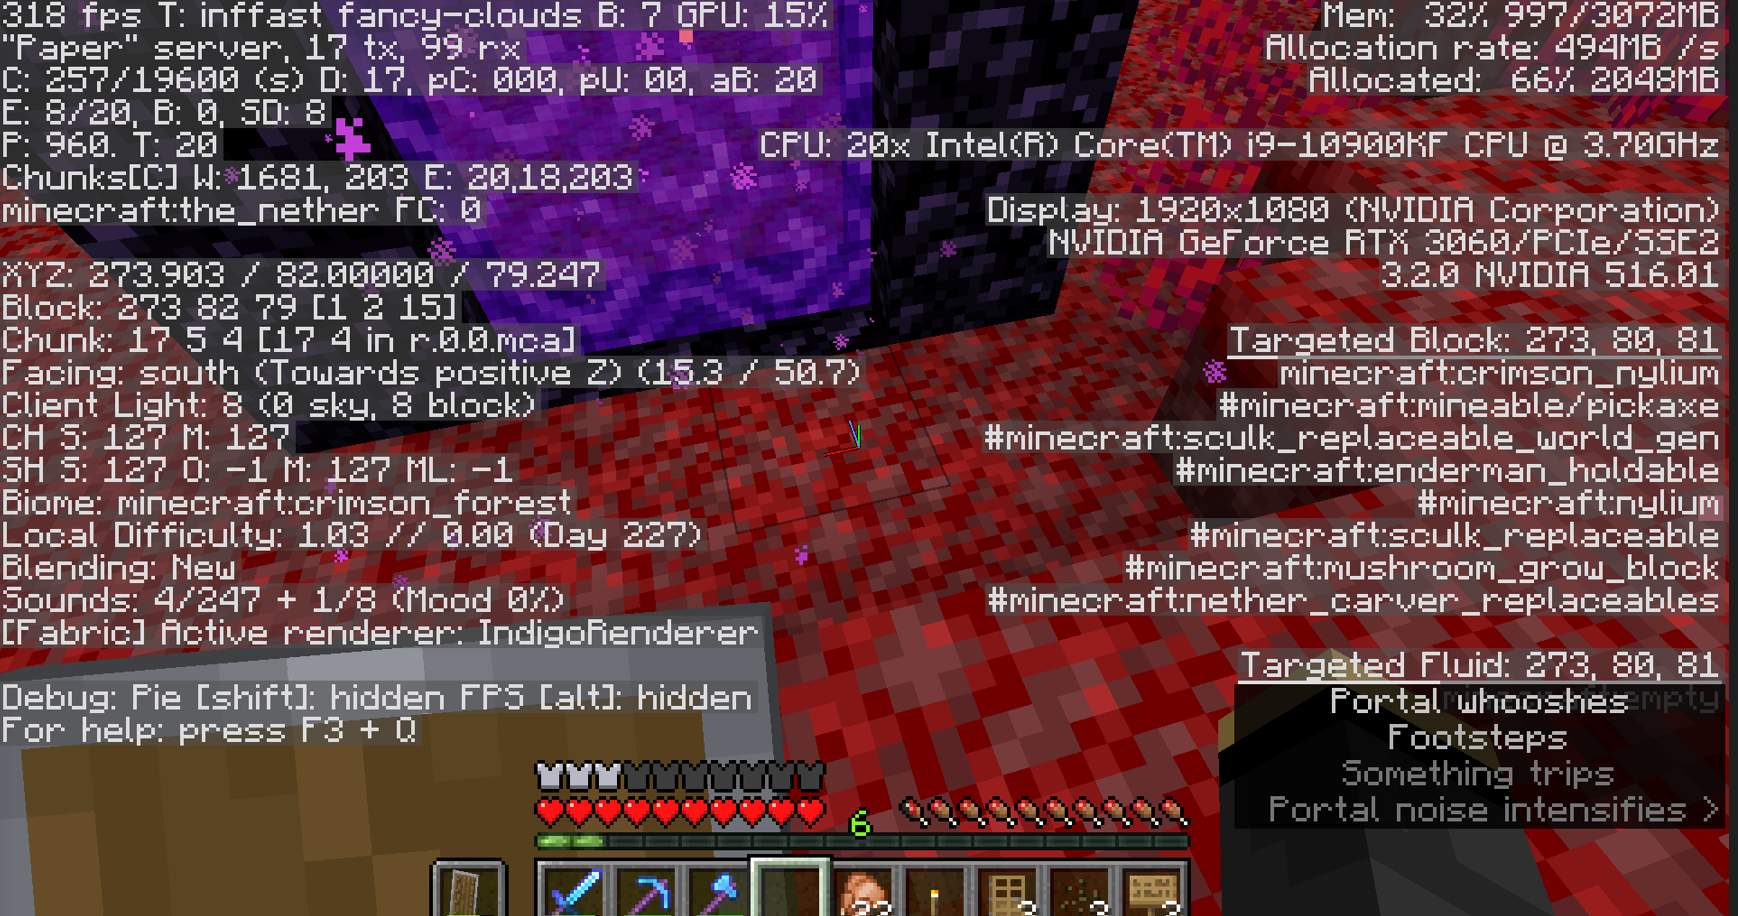 318 fps T: inffast fancy-clouds B: 7 GPU: 15%
"Paper" server, 17 tx, 99 rx
C: 257/19600 (s) D: 17, pC: 000, pU: 00, aB: 20
E: 8/20, B: 0, SD: 8
P: 960. T: 20
Chunks[C] W: 1681, 203 E: 20,18,203
minecraft:the_nether FC: 0
XYZ: 273.903 / 82.00000 / 79.247
Block: 273 82 79 [1 2 15]
Chunk: 17 5 4 [17 4 in r.0.0.mca]
Facing: south (Towards positive Z) (15.3 / 50.7)
Client Light: 8 (0 sky, 8 block)
CH S: 127 M: 127
SH S: 127 O: -1 M: 127 ML: -1
Biome: minecraft:crimson_forest
Local Difficulty: 1.03 // 0.00 (Day 227)
Blending: New
Sounds: 4/247 + 1/8 (Mood 0%)
[Fabric] Active renderer: IndigoRenderer
Debug: Pie [shift]: hidden FPS [alt]: hidden
For help: press F3 + Q
Mem: 32% 997/3072MB
Allocation rate: 494MB /s
Allocated: 66% 2048MB
CPU: 20x Intel(R) Core(TM) i9-10900KF CPU @ 3.70GHz
Display: 1920x1080 (NVIDIA Corporation)
NVIDIA GeForce RTX 3060/PCIe/SSE2
3.2.0 NVIDIA 516.01
Targeted Block: 273, 80, 81
minecraft:crimson_nylium
#minecraft:mineable/pickaxe
#minecraft:sculk_replaceable_world_gen
#minecraft:enderman_holdable
#minecraft:nylium
#minecraft:sculk_replaceable
#minecraft:mushroom_grow_block
#minecraft:nether_carver_replaceables
Targeted Fluid: 273, 80, 81
minecraft:empty
Portal whooshes
Footsteps
Something trips
Portal noise intensifies >
6